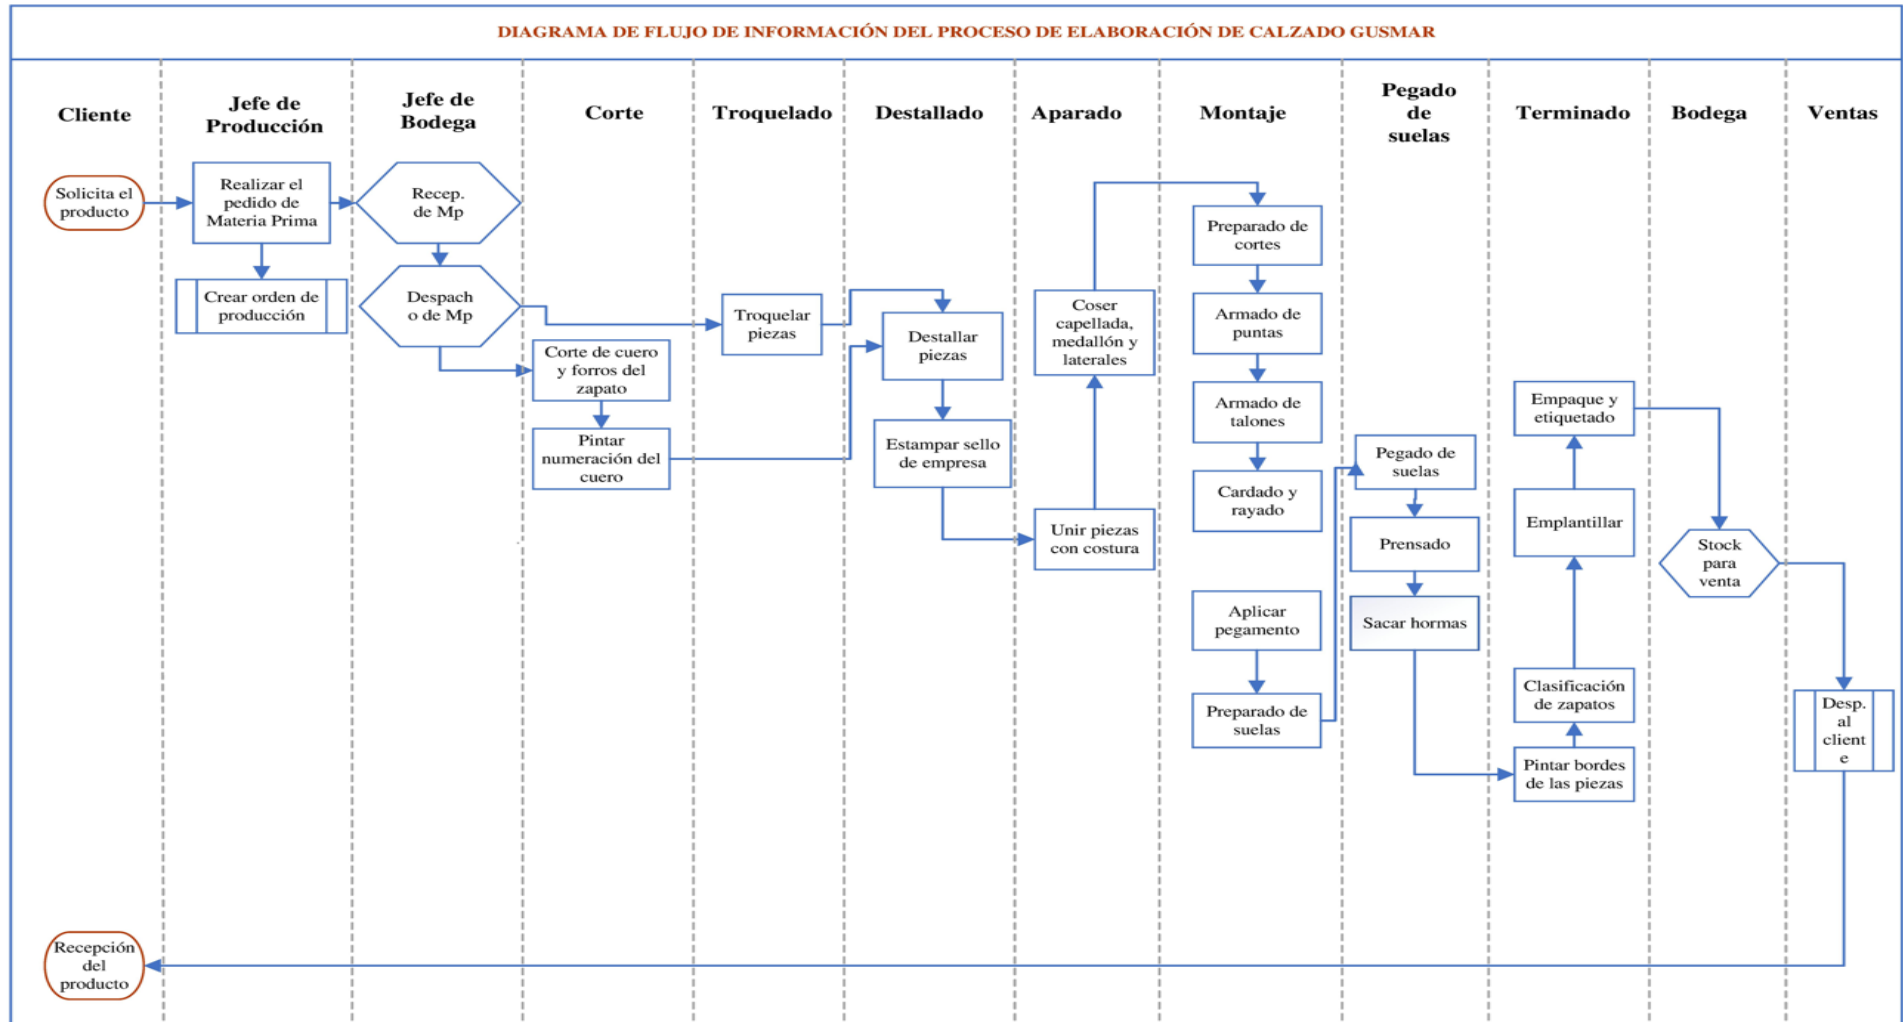 DIAGRAMA DE FLUJO DE INFORMACIÓN DEL PROCESO DE ELABORACIÓN DE CALZADO GUSMAR
Cliente
Jefe de
Producción
Jefe de
Bodega
Corte
Troquelado
Destallado
Aparado
Montaje
Pegado
de
suelas
Terminado
Bodega
Ventas
Solicita el
producto
Realizar el
pedido de
Materia Prima
Recep.
de Mp
Crear orden de
producción
Despach
o de Mp
Corte de cuero
y forros del
zapato
Pintar
numeración del
cuero
Troquelar
piezas
Destallar
piezas
Estampar sello
de empresa
Coser
capellada,
medallón y
laterales
Unir piezas
con costura
Preparado de
cortes
Armado de
puntas
Armado de
talones
Cardado y
rayado
Aplicar
pegamento
Preparado de
suelas
Pegado de
suelas
Prensado
Sacar hormas
Empaque y
etiquetado
Emplantillar
Clasificación
de zapatos
Pintar bordes
de las piezas
Stock
para
venta
Desp.
al
client
e
Recepción
del
producto